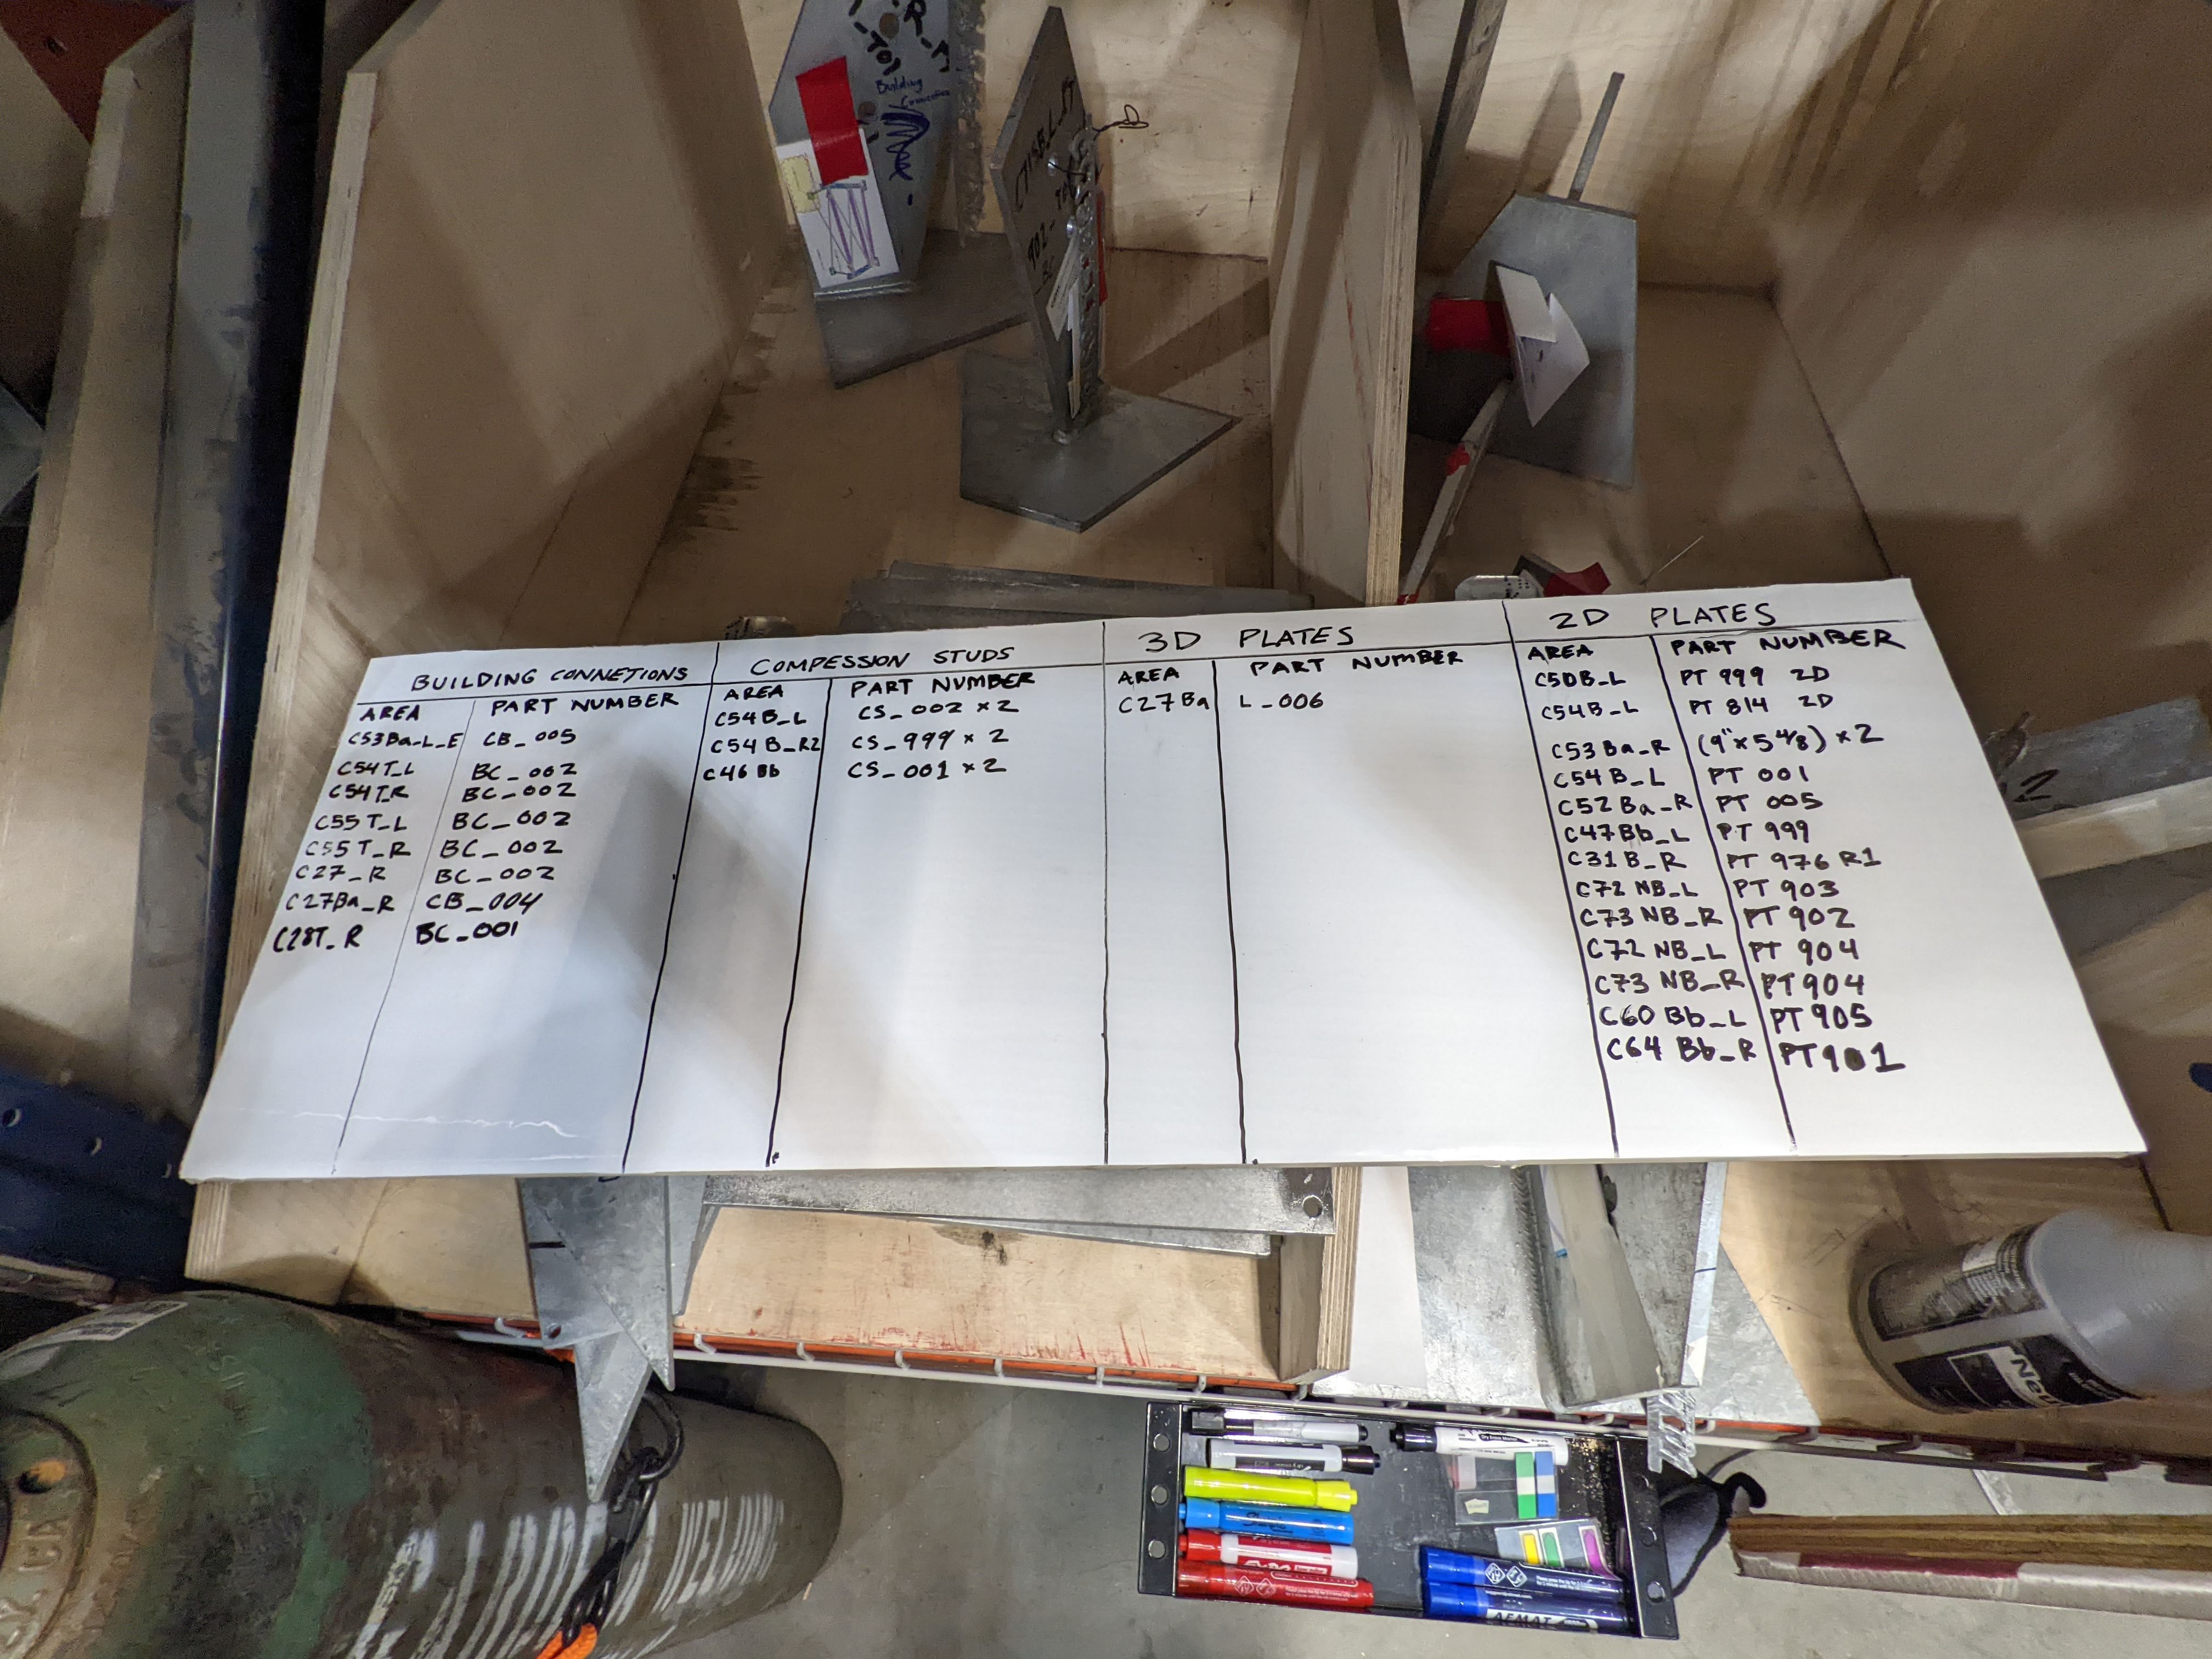 BUILDING CONNETIONS
AREA PART NUMBER
C53Ba_L_E CB_005
C54T_L BC_002
C54T_R BC_002
C55T_L BC_002
C55T_R BC_002
C27_R BC_002
C27Ba_R CB_004
C28T_R BC_001
COMPESSION STUDS
AREA PART NUMBER
C54B_L CS_002 x 2
C54B_R2 CS_999 x 2
C46Bb CS_001 x 2
3D PLATES
AREA PART NUMBER
C27Ba L_006
2D PLATES
AREA PART NUMBER
C50B_L PT 999 2D
C54B_L PT 814 2D
C53Ba_R (9"x5 4/8) x 2
C54B_L PT 001
C52Ba_R PT 005
C47Bb_L PT 999
C31B_R PT 976 R1
C72 NB_L PT 903
C73 NB_R PT 902
C72 NB_L PT 904
C73 NB_R PT 904
C60 Bb_L PT 905
C64 Bb_R PT 901
Building
Connection
902-
WELDING